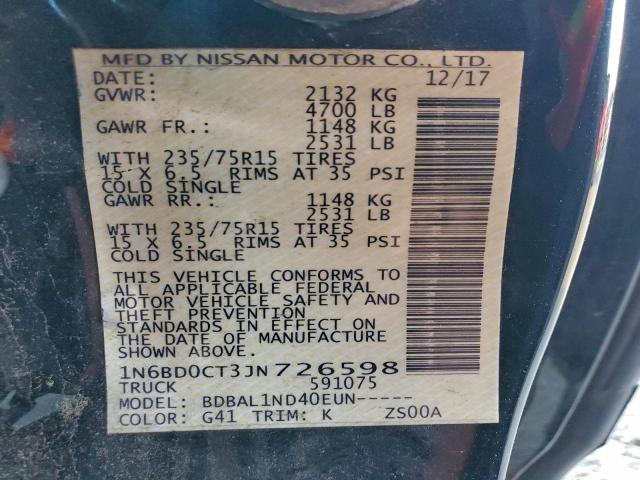 MFD BY NISSAN MOTOR CO., LTD.
DATE: 12/17
GVWR: 2132 KG
4700 LB
GAWR FR.: 1148 KG
2531 LB
WITH 235/75R15 TIRES
15 X 6.5 RIMS AT 35 PSI
COLD SINGLE
GAWR RR.: 1148 KG
2531 LB
WITH 235/75R15 TIRES
15 X 6.5 RIMS AT 35 PSI
COLD SINGLE
THIS VEHICLE CONFORMS TO
ALL APPLICABLE FEDERAL
MOTOR VEHICLE SAFETY AND
THEFT PREVENTION
STANDARDS IN EFFECT ON
THE DATE OF MANUFACTURE
SHOWN ABOVE.
1N6BD0CT3JN726598
TRUCK 591075
MODEL: BDBAL1ND40EUN-----
COLOR: G41 TRIM: K ZS00A